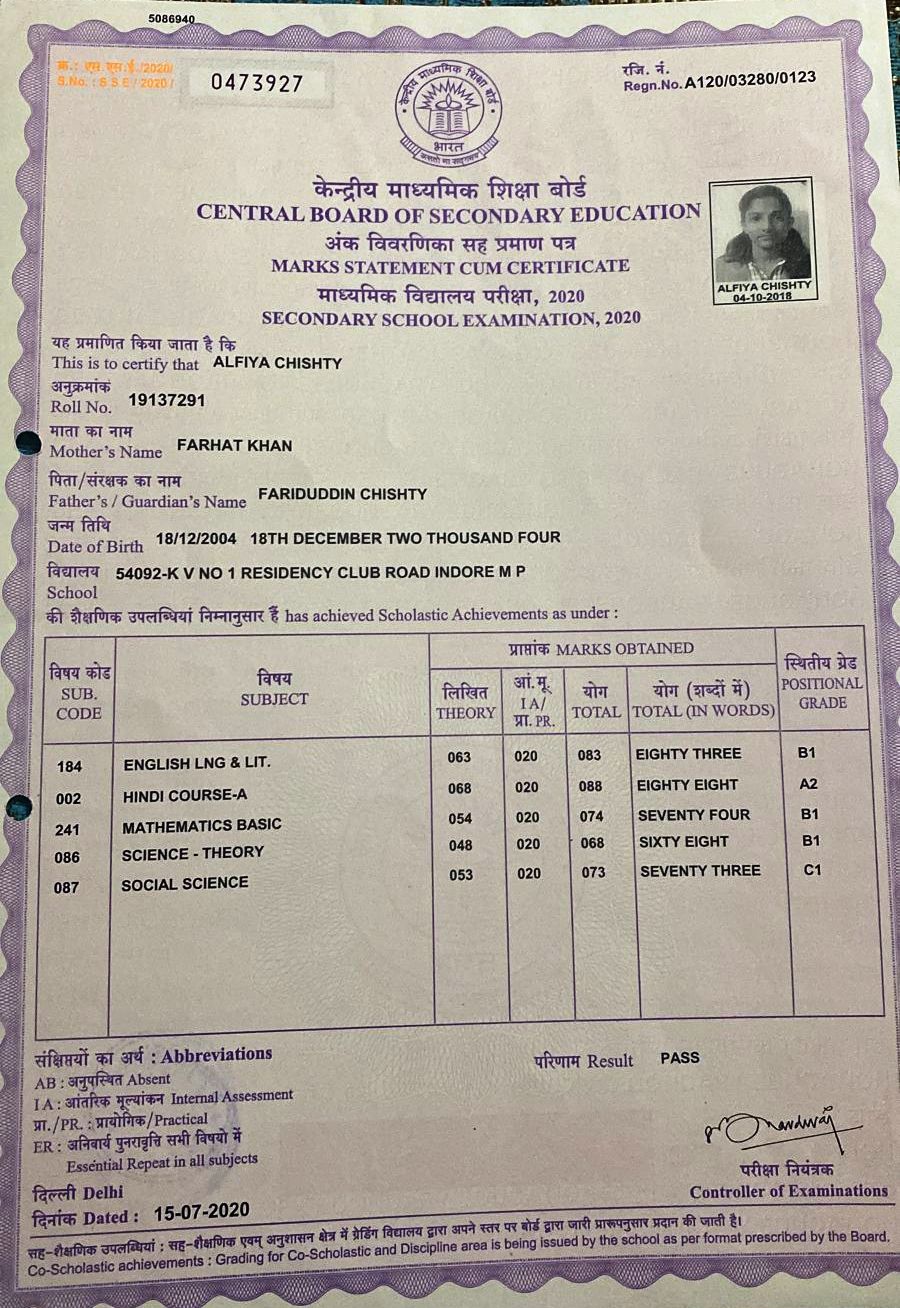 5086940
क्र.: एस.एस.ई./2020/
S.No. : S S E / 2020 /
0473927
रजि. नं.
Regn.No. A120/03280/0123
केन्द्रीय माध्यमिक शिक्षा बोर्ड
भारत
असतो मा सद्गमय
केन्द्रीय माध्यमिक शिक्षा बोर्ड
CENTRAL BOARD OF SECONDARY EDUCATION
अंक विवरणिका सह प्रमाण पत्र
MARKS STATEMENT CUM CERTIFICATE
माध्यमिक विद्यालय परीक्षा, 2020
SECONDARY SCHOOL EXAMINATION, 2020
ALFIYA CHISHTY
04-10-2018
यह प्रमाणित किया जाता है कि
This is to certify that ALFIYA CHISHTY
अनुक्रमांक
Roll No. 19137291
माता का नाम
Mother's Name FARHAT KHAN
पिता/संरक्षक का नाम
Father's / Guardian's Name FARIDUDDIN CHISHTY
जन्म तिथि
Date of Birth 18/12/2004 18TH DECEMBER TWO THOUSAND FOUR
विद्यालय 54092-K V NO 1 RESIDENCY CLUB ROAD INDORE M P
School
की शैक्षणिक उपलब्धियां निम्नानुसार हैं has achieved Scholastic Achievements as under :
विषय कोड
SUB.
CODE
विषय
SUBJECT
प्राप्तांक MARKS OBTAINED
लिखित
THEORY
आं.मू.
I A/
प्रा. PR.
योग
TOTAL
योग (शब्दों में)
TOTAL (IN WORDS)
स्थितीय ग्रेड
POSITIONAL
GRADE
184 ENGLISH LNG & LIT. 063 020 083 EIGHTY THREE B1
002 HINDI COURSE-A 068 020 088 EIGHTY EIGHT A2
241 MATHEMATICS BASIC 054 020 074 SEVENTY FOUR B1
086 SCIENCE - THEORY 048 020 068 SIXTY EIGHT B1
087 SOCIAL SCIENCE 053 020 073 SEVENTY THREE C1
संक्षिप्तियों का अर्थ : Abbreviations
AB : अनुपस्थित Absent
I A : आंतरिक मूल्यांकन Internal Assessment
प्रा./PR. : प्रायोगिक/Practical
ER : अनिवार्य पुनरावृत्ति सभी विषयो में
Essential Repeat in all subjects
परिणाम Result PASS
दिल्ली Delhi
दिनांक Dated : 15-07-2020
परीक्षा नियंत्रक
Controller of Examinations
सह-शैक्षणिक उपलब्धियां : सह-शैक्षणिक एवम् अनुशासन क्षेत्र में ग्रेडिंग विद्यालय द्वारा अपने स्तर पर बोर्ड द्वारा जारी प्रारूपनुसार प्रदान की जाती है।
Co-Scholastic achievements : Grading for Co-Scholastic and Discipline area is being issued by the school as per format prescribed by the Board.